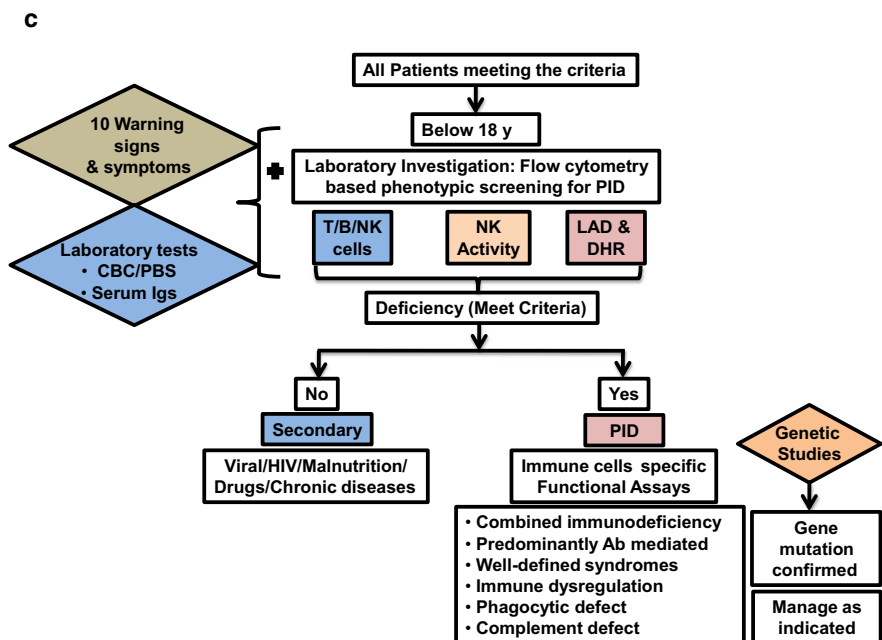 c
All Patients meeting the criteria
10 Warning
signs
& symptoms
Below 18 y
Laboratory Investigation: Flow cytometry
based phenotypic screening for PID
Laboratory tests
• CBC/PBS
• Serum Igs
T/B/NK
cells
NK
Activity
LAD &
DHR
Deficiency (Meet Criteria)
No
Yes
Secondary
PID
Viral/HIV/Malnutrition/
Drugs/Chronic diseases
Immune cells specific
Functional Assays
Genetic
Studies
• Combined immunodeficiency
• Predominantly Ab mediated
• Well-defined syndromes
• Immune dysregulation
• Phagocytic defect
• Complement defect
Gene
mutation
confirmed
Manage as
indicated